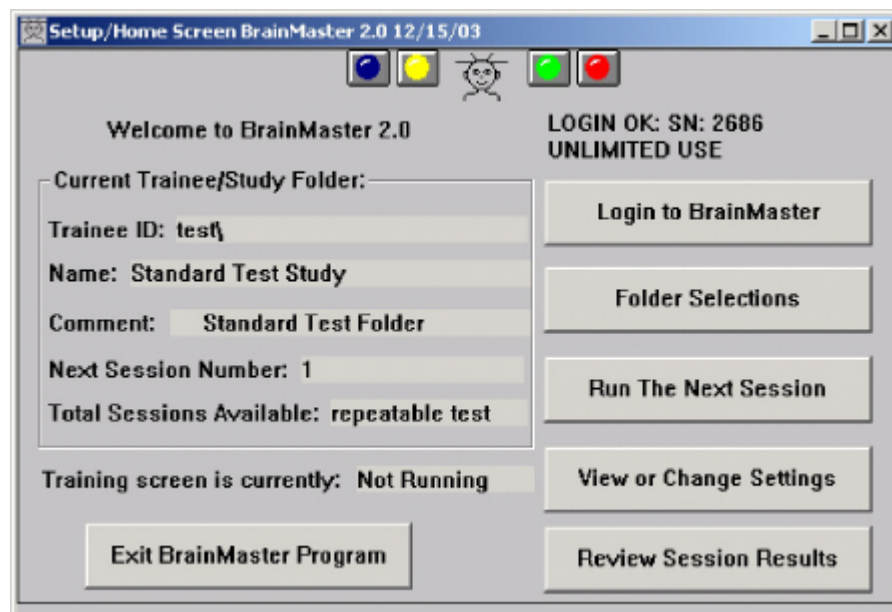 Setup/Home Screen BrainMaster 2.0 12/15/03
Welcome to BrainMaster 2.0
LOGIN OK: SN: 2686
UNLIMITED USE
Current Trainee/Study Folder:
Trainee ID: test\
Name: Standard Test Study
Comment: Standard Test Folder
Next Session Number: 1
Total Sessions Available: repeatable test
Training screen is currently: Not Running
Exit BrainMaster Program
Login to BrainMaster
Folder Selections
Run The Next Session
View or Change Settings
Review Session Results